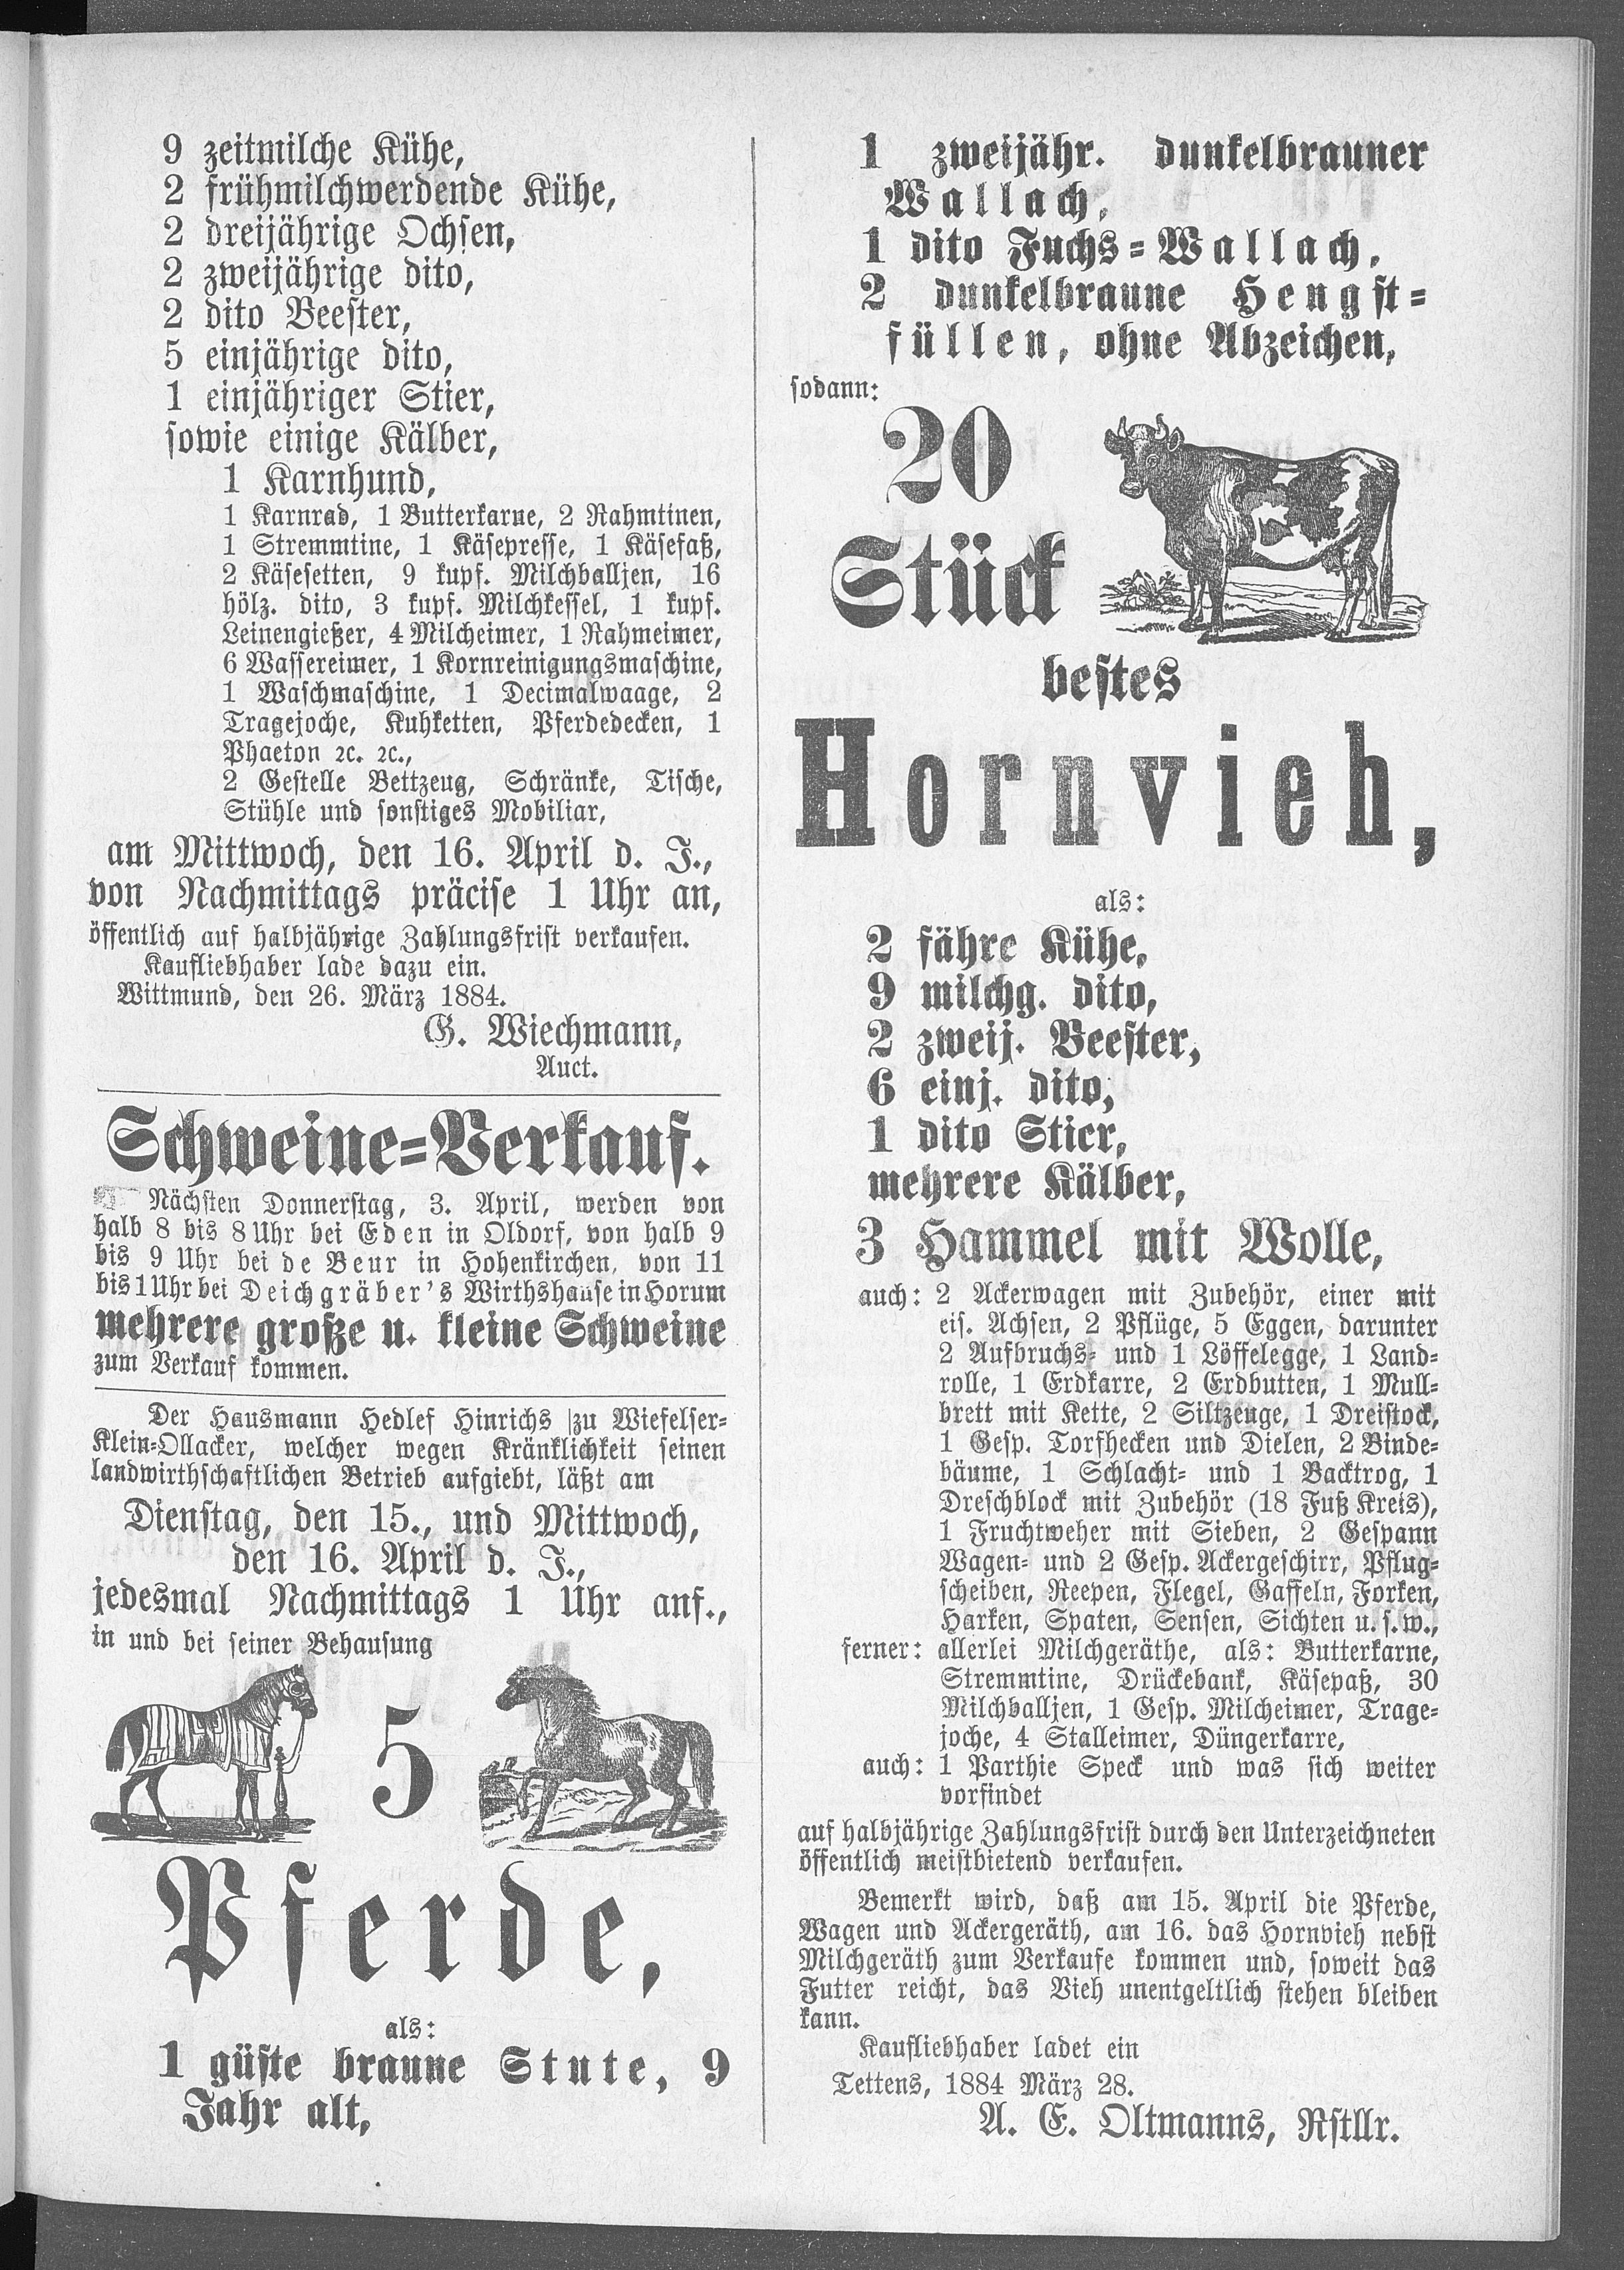 9 zeitmilche Kühe,
2 frühmilchwerdende Kühe,
2 dreijährige Ochsen,
2 zweijährige dito,
2 dito Beester,
5 einjährige dito,
1 einjähriger Stier,
sowie einige Kälber,
1 Karnhund,
1 Karnrad, 1 Butterkarne, 2 Rahmtinen,
1 Stremmtine, 1 Käsepresse, 1 Käsefaß,
2 Käsesetten, 9 kupf. Milchballjen, 16
hölz. dito, 3 kupf. Milchkessel, 1 kupf.
Leinengießer, 4 Milcheimer, 1 Rahmeimer,
6 Wassereimer, 1 Kornreinigungsmaschine,
1 Waschmaschine, 1 Decimalwaage, 2
Tragejoche, Kuhketten, Pferdedecken, 1
Phaeton ꝛc. ꝛc.,
2 Gestelle Bettzeug, Schränke, Tische,
Stühle und sonstiges Mobiliar,
am Mittwoch, den 16. April d. J.,
von Nachmittags präcise 1 Uhr an,
öffentlich auf halbjährige Zahlungsfrist verkaufen.
Kaufliebhaber lade dazu ein.
Wittmund, den 26. März 1884.
G. Wiechmann,
Auct.
Schweine-Verkauf.
Nächsten Donnerstag, 3. April, werden von
halb 8 bis 8 Uhr bei Eden in Oldorf, von halb 9
bis 9 Uhr bei de Beur in Hohenkirchen, von 11
bis 1 Uhr bei Deichgräber's Wirthshause in Horum
mehrere große u. kleine Schweine
zum Verkauf kommen.
Der Hausmann Hedlef Hinrichs zu Wiefelser-
Klein-Ollacker, welcher wegen Kränklichkeit seinen
landwirthschaftlichen Betrieb aufgiebt, läßt am
Dienstag, den 15., und Mittwoch,
den 16. April d. J.,
jedesmal Nachmittags 1 Uhr anf.,
in und bei seiner Behausung
5
Pferde,
als:
1 güste braune Stute, 9
Jahr alt,
1 zweijähr. dunkelbrauner
Wallach,
1 dito Fuchs-Wallach,
2 dunkelbraune Hengst-
füllen, ohne Abzeichen,
sodann:
20
Stück
bestes
Hornvieh,
als:
2 fähre Kühe,
9 milchg. dito,
2 zweij. Beester,
6 einj. dito,
1 dito Stier,
mehrere Kälber,
3 Hammel mit Wolle,
auch: 2 Ackerwagen mit Zubehör, einer mit
eis. Achsen, 2 Pflüge, 5 Eggen, darunter
2 Aufbruchs- und 1 Löffelegge, 1 Land-
rolle, 1 Erdkarre, 2 Erdbutten, 1 Mull-
brett mit Kette, 2 Siltzeuge, 1 Dreistock,
1 Gesp. Torfhecken und Dielen, 2 Binde-
bäume, 1 Schlacht- und 1 Backtrog, 1
Dreschblock mit Zubehör (18 Fuß Kreis),
1 Fruchtweher mit Sieben, 2 Gespann
Wagen- und 2 Gesp. Ackergeschirr, Pflug-
scheiben, Reepen, Flegel, Gaffeln, Forken,
Harken, Spaten, Sensen, Sichten u. s. w.,
ferner: allerlei Milchgeräthe, als: Butterkarne,
Stremmtine, Drückebank, Käsepaß, 30
Milchballjen, 1 Gesp. Milcheimer, Trage-
joche, 4 Stalleimer, Düngerkarre,
auch: 1 Parthie Speck und was sich weiter
vorfindet
auf halbjährige Zahlungsfrist durch den Unterzeichneten
öffentlich meistbietend verkaufen.
Bemerkt wird, daß am 15. April die Pferde,
Wagen und Ackergeräth, am 16. das Hornvieh nebst
Milchgeräth zum Verkaufe kommen und, soweit das
Futter reicht, das Vieh unentgeltlich stehen bleiben
kann.
Kaufliebhaber ladet ein
Tettens, 1884 März 28.
A. E. Oltmanns, Rstllr.